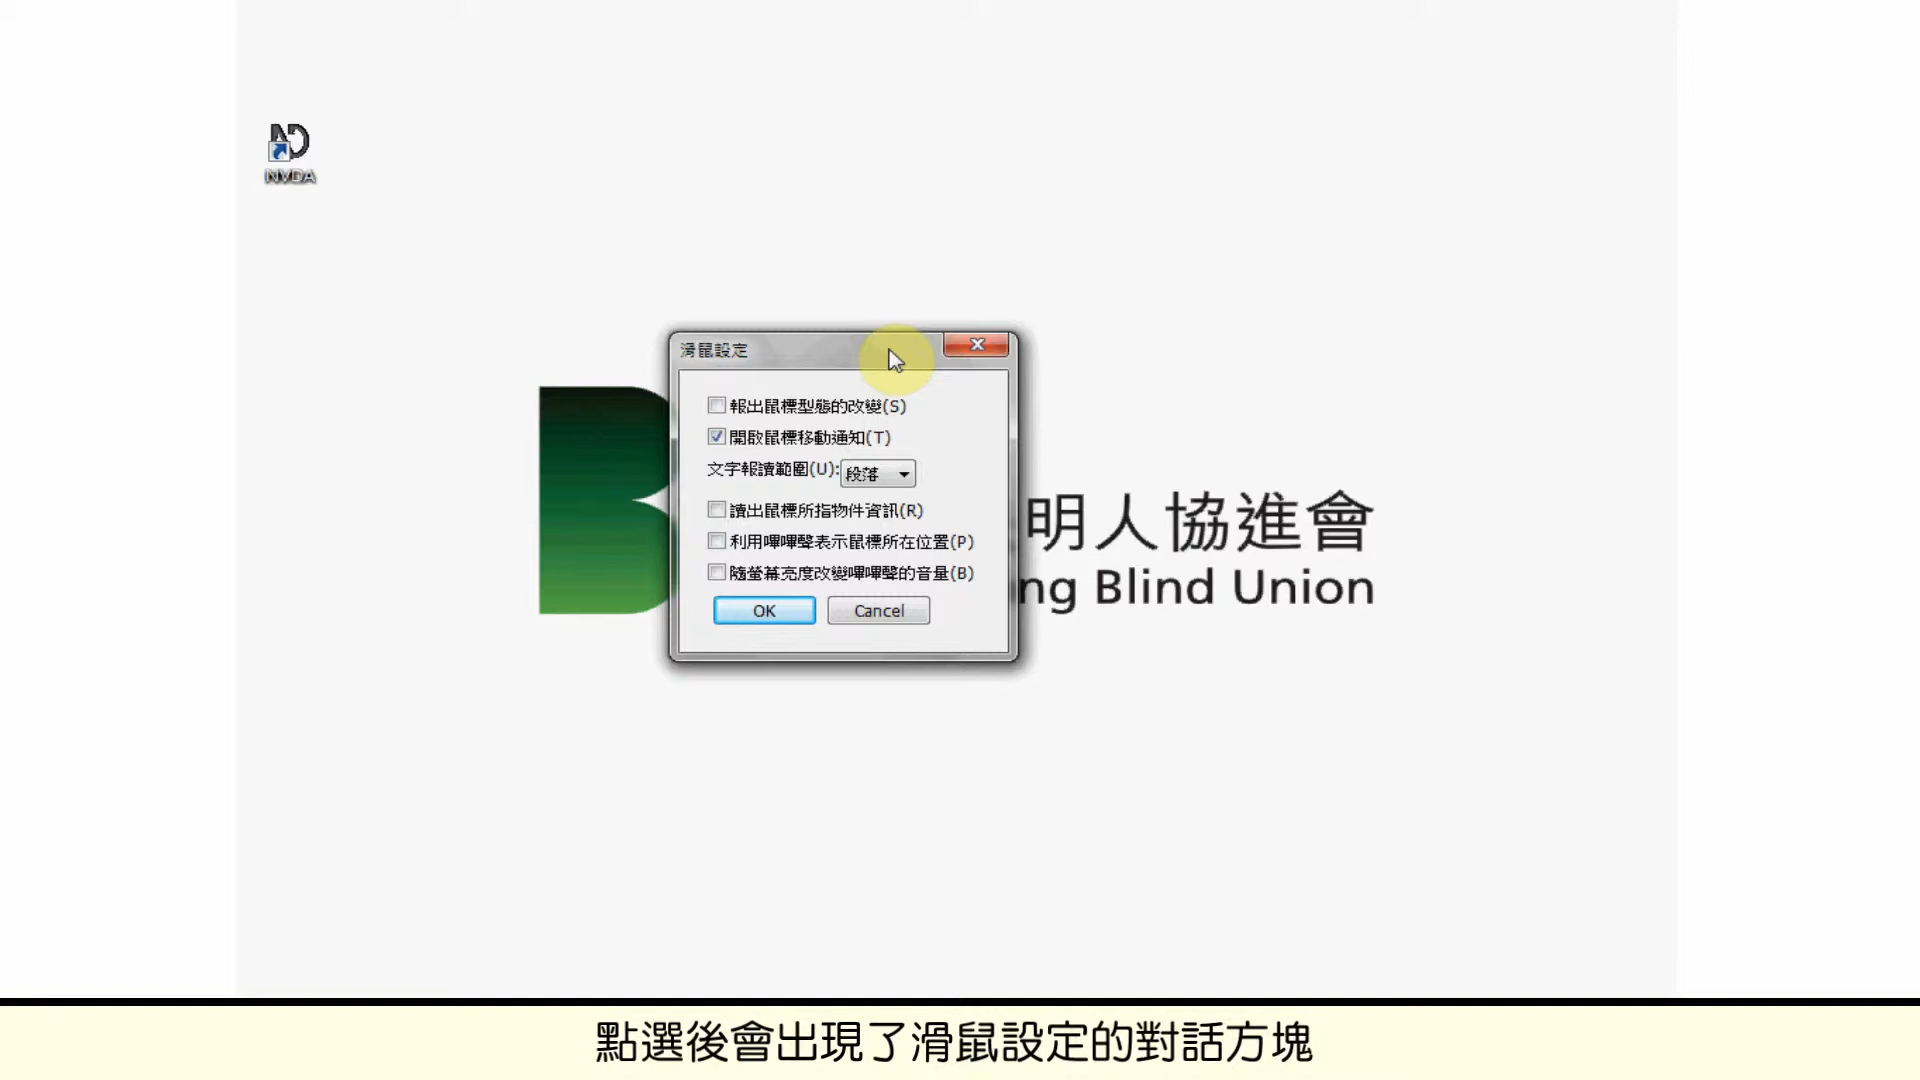 NVDA
滑鼠設定
報出鼠標型態的改變(S)
開啟鼠標移動通知(T)
文字報讀範圍(U): 段落
讀出鼠標所指物件資訊(R)
利用嗶嗶聲表示鼠標所在位置(P)
隨螢幕亮度改變嗶嗶聲的音量(B)
OK Cancel
明人協進會
ng Blind Union
點選後會出現了滑鼠設定的對話方塊